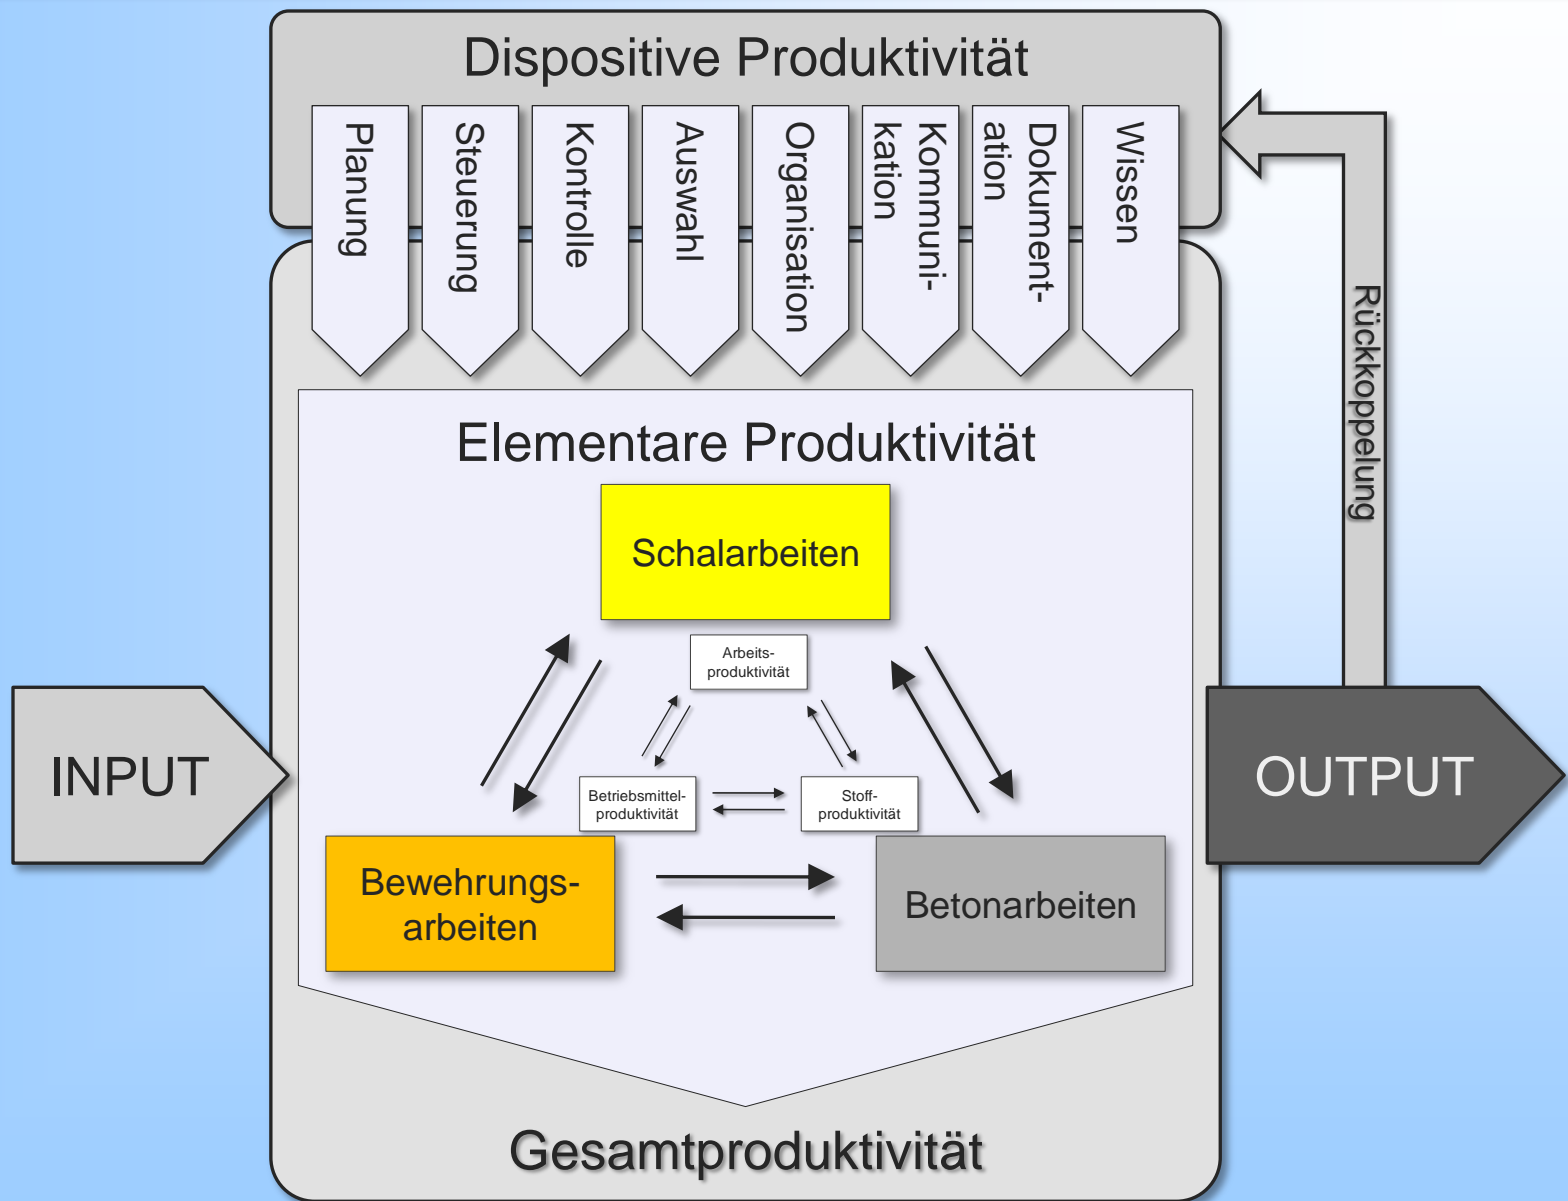 Dispositive Produktivität
Planung
Steuerung
Kontrolle
Auswahl
Organisation
Kommuni-
kation
Dokument-
ation
Wissen
Rückkoppelung
Elementare Produktivität
Schalarbeiten
Arbeits-
produktivität
INPUT
Betriebsmittel-
produktivität
Stoff-
produktivität
OUTPUT
Bewehrungs-
arbeiten
Betonarbeiten
Gesamtproduktivität